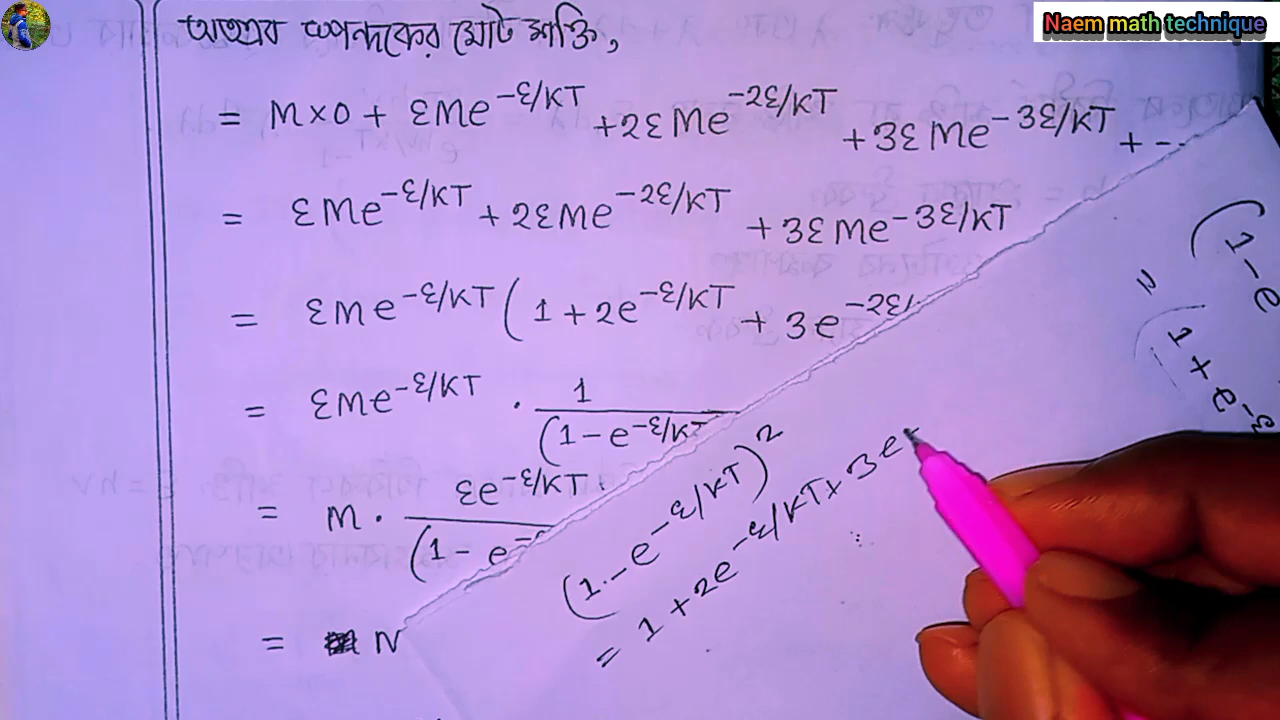 Naem math technique
অতএব স্পন্দকের মোট শক্তি,
= M×0 + εMe^{-ε/KT} + 2εMe^{-2ε/KT} + 3εMe^{-3ε/KT} + --
= εMe^{-ε/KT} + 2εMe^{-2ε/KT} + 3εMe^{-3ε/KT}
= εMe^{-ε/KT} (1 + 2e^{-ε/KT} + 3e^{-2ε/
= εMe^{-ε/KT} · 1/(1 - e^{-ε/KT}
= M · εe^{-ε/KT}/(1 - e^-
= N
(1 - e^{-ε/KT})^2
= 1 + 2e^{-ε/KT} + 3e^-
(1 - e
= 1 + e^{-ε